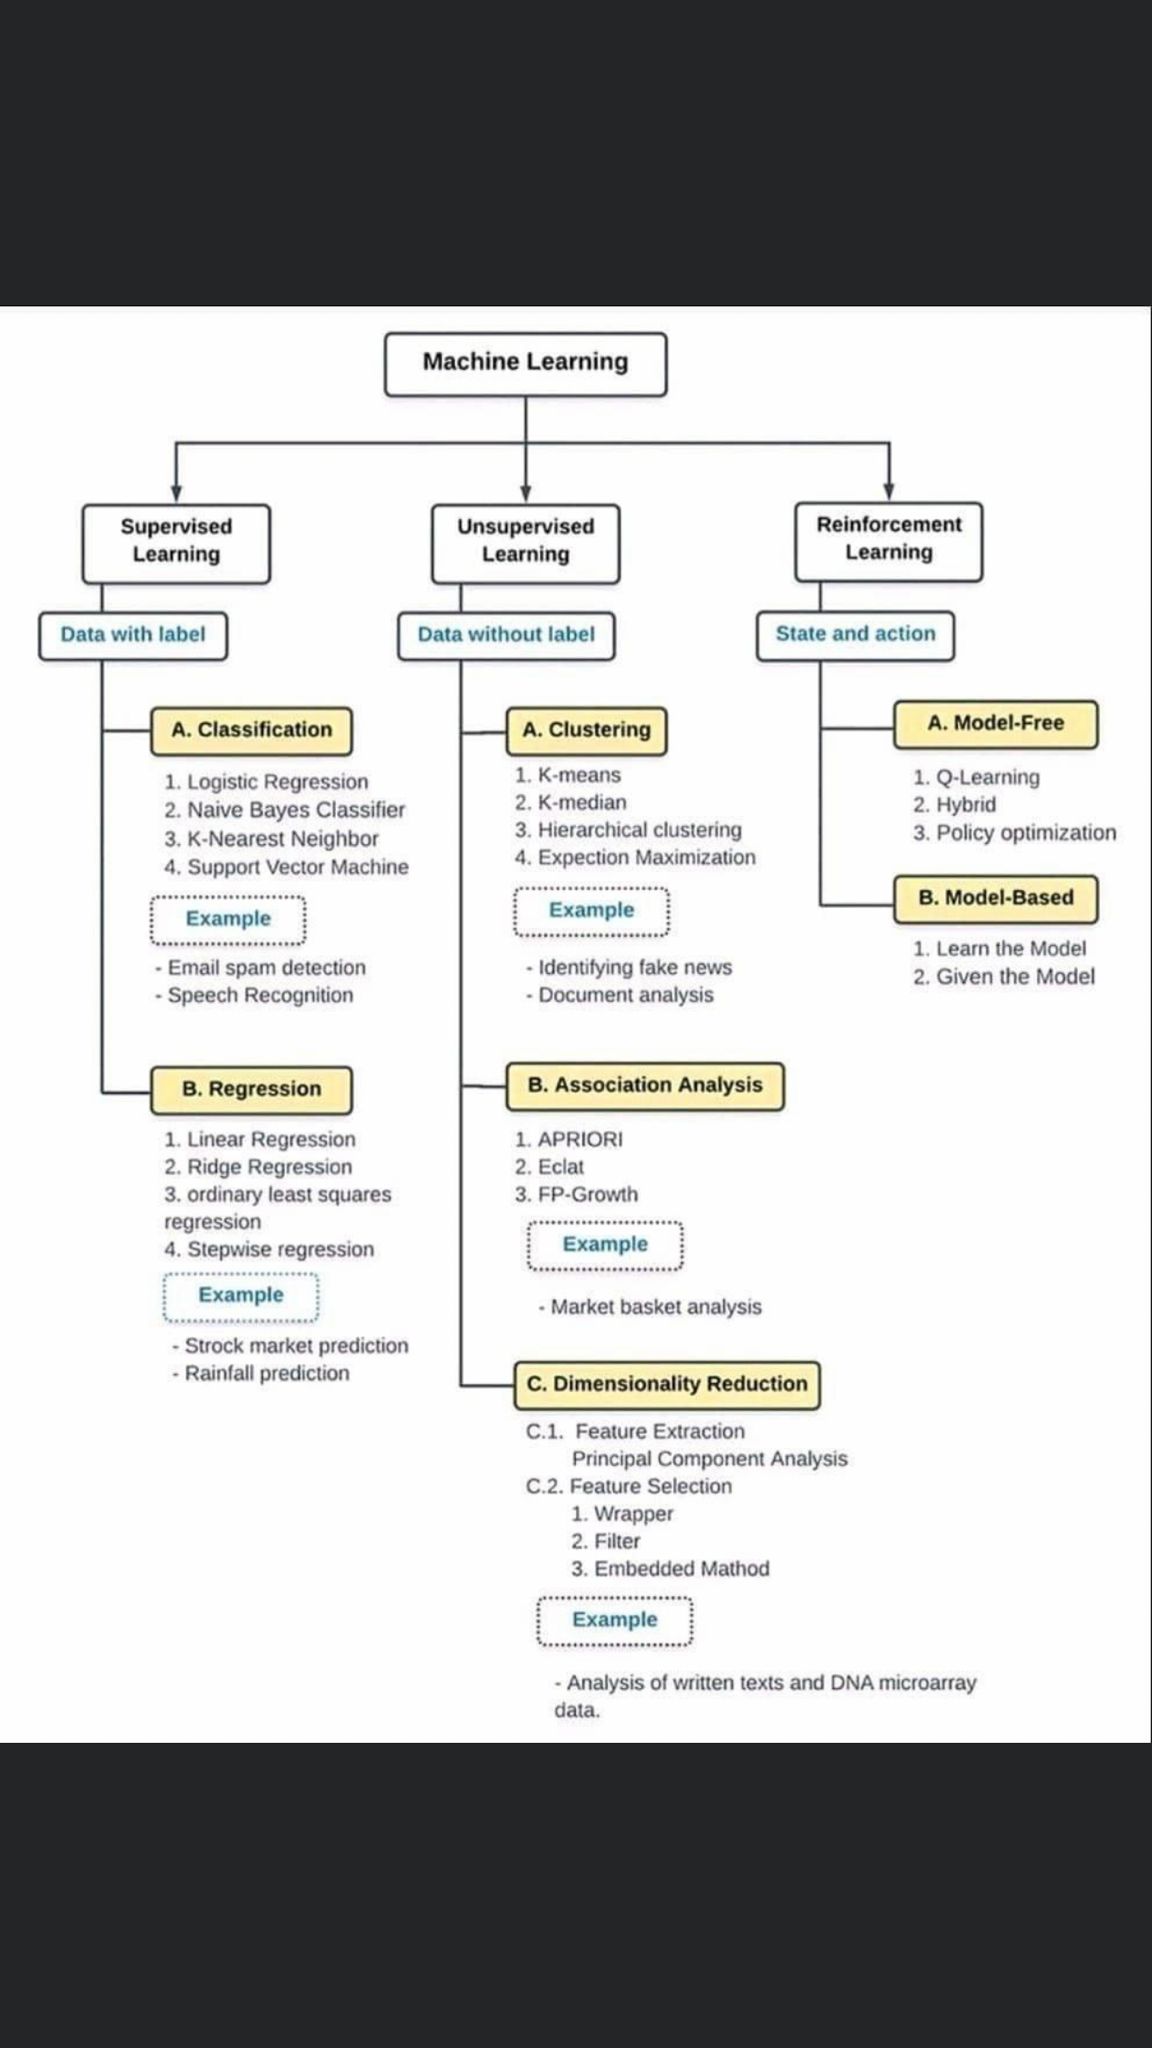 Machine Learning
Supervised
Learning
Data with label
A. Classification
1. Logistic Regression
2. Naive Bayes Classifier
3. K-Nearest Neighbor
4. Support Vector Machine
Example
- Email spam detection
- Speech Recognition
B. Regression
1. Linear Regression
2. Ridge Regression
3. ordinary least squares
regression
4. Stepwise regression
Example
- Strock market prediction
- Rainfall prediction
Unsupervised
Learning
Data without label
A. Clustering
1. K-means
2. K-median
3. Hierarchical clustering
4. Expection Maximization
Example
- Identifying fake news
- Document analysis
B. Association Analysis
1. APRIORI
2. Eclat
3. FP-Growth
Example
- Market basket analysis
C. Dimensionality Reduction
C.1. Feature Extraction
Principal Component Analysis
C.2. Feature Selection
1. Wrapper
2. Filter
3. Embedded Mathod
Example
- Analysis of written texts and DNA microarray
data.
Reinforcement
Learning
State and action
A. Model-Free
1. Q-Learning
2. Hybrid
3. Policy optimization
B. Model-Based
1. Learn the Model
2. Given the Model